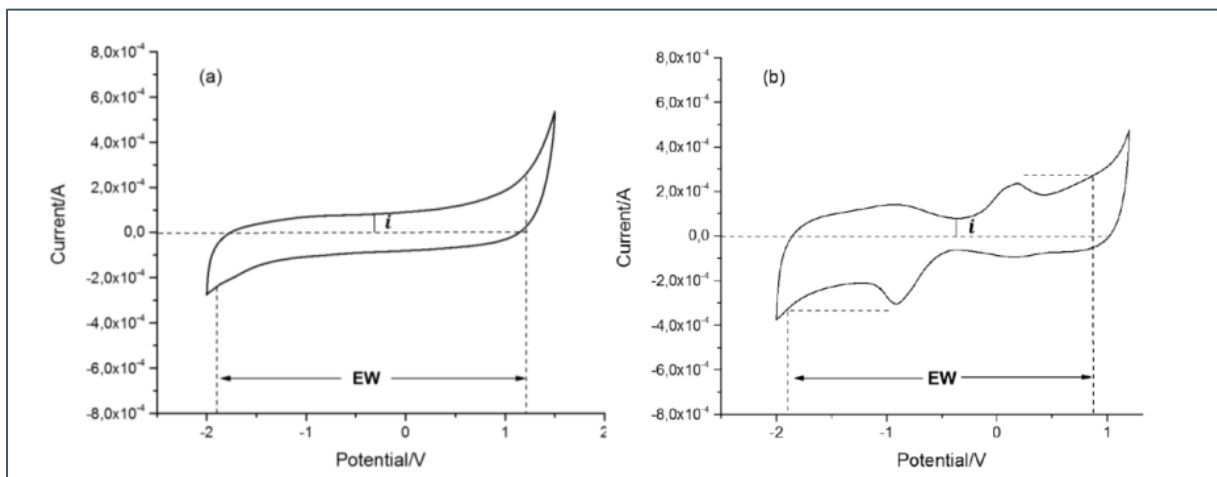 (a)
8,0x10⁻⁴
6,0x10⁻⁴
4,0x10⁻⁴
2,0x10⁻⁴
0,0
-2,0x10⁻⁴
-4,0x10⁻⁴
-6,0x10⁻⁴
-8,0x10⁻⁴
Current/A
i
EW
-2 -1 0 1 2
Potential/V
(b)
8,0x10⁻⁴
6,0x10⁻⁴
4,0x10⁻⁴
2,0x10⁻⁴
0,0
-2,0x10⁻⁴
-4,0x10⁻⁴
-6,0x10⁻⁴
-8,0x10⁻⁴
Current/A
i
EW
-2 -1 0 1
Potential/V